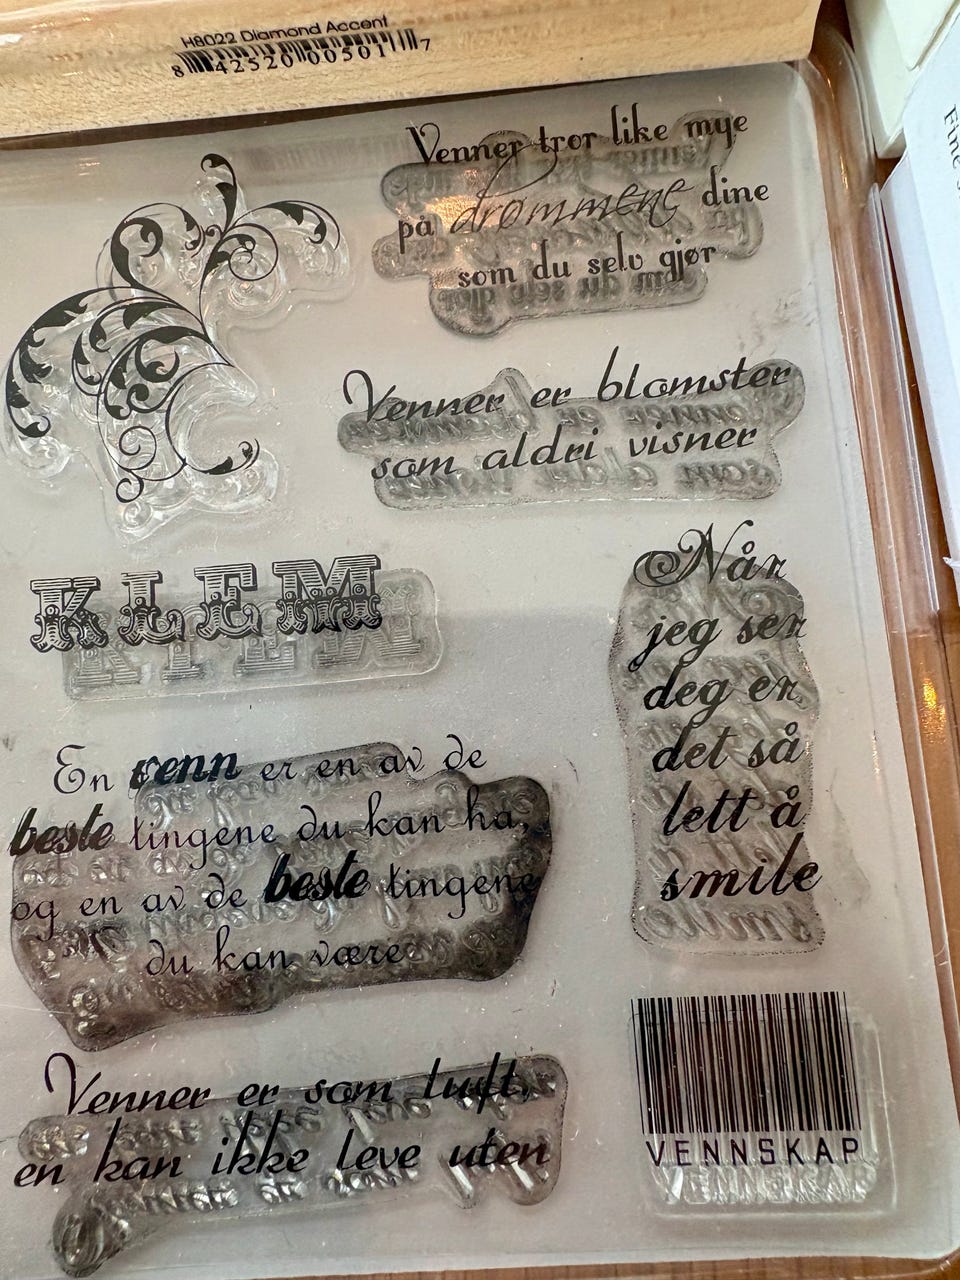 H8022 Diamond Accent
8 42520 00501 7
Venner tror like mye
på drømmene dine
som du selv gjør
Venner er blomster
som aldri visner
KLEM
Når
jeg ser
deg er
det så
lett å
smile
En venn er en av de
beste tingene du kan ha,
og en av de beste tingene
du kan være
Venner er som luft,
en kan ikke leve uten
VENNSKAP
Fine